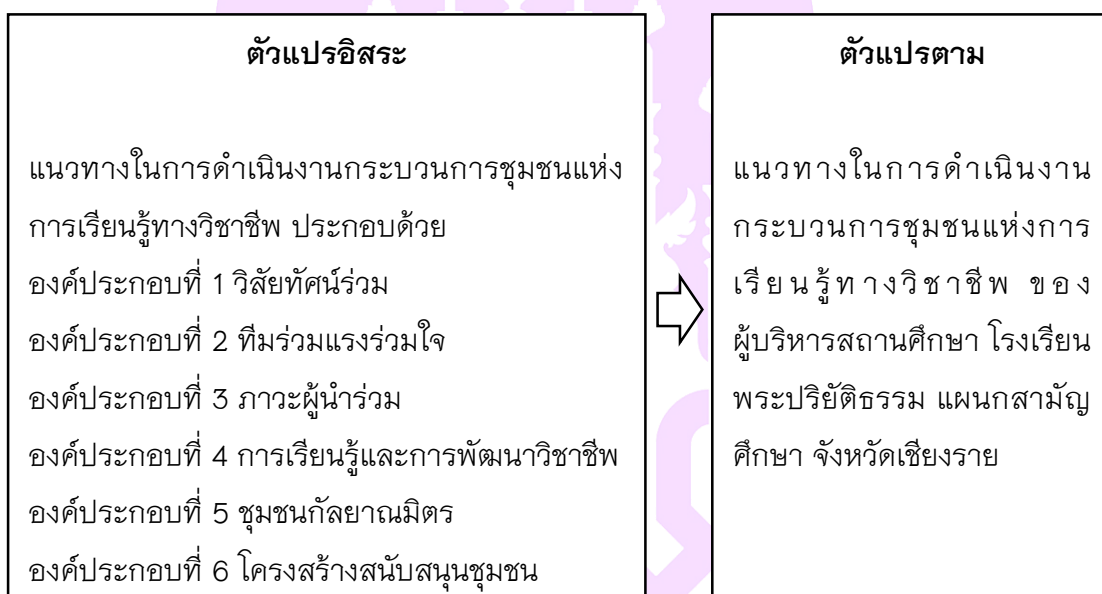 ตัวแปรอิสระ
แนวทางในการดำเนินงานกระบวนการชุมชนแห่ง
การเรียนรู้ทางวิชาชีพ ประกอบด้วย
องค์ประกอบที่ 1 วิสัยทัศน์ร่วม
องค์ประกอบที่ 2 ทีมร่วมแรงร่วมใจ
องค์ประกอบที่ 3 ภาวะผู้นำร่วม
องค์ประกอบที่ 4 การเรียนรู้และการพัฒนาวิชาชีพ
องค์ประกอบที่ 5 ชุมชนกัลยาณมิตร
องค์ประกอบที่ 6 โครงสร้างสนับสนุนชุมชน
ตัวแปรตาม
แนวทางในการดำเนินงาน
กระบวนการชุมชนแห่งการ
เรียนรู้ทางวิชาชีพ ของ
ผู้บริหารสถานศึกษา โรงเรียน
พระปริยัติธรรม แผนกสามัญ
ศึกษา จังหวัดเชียงราย